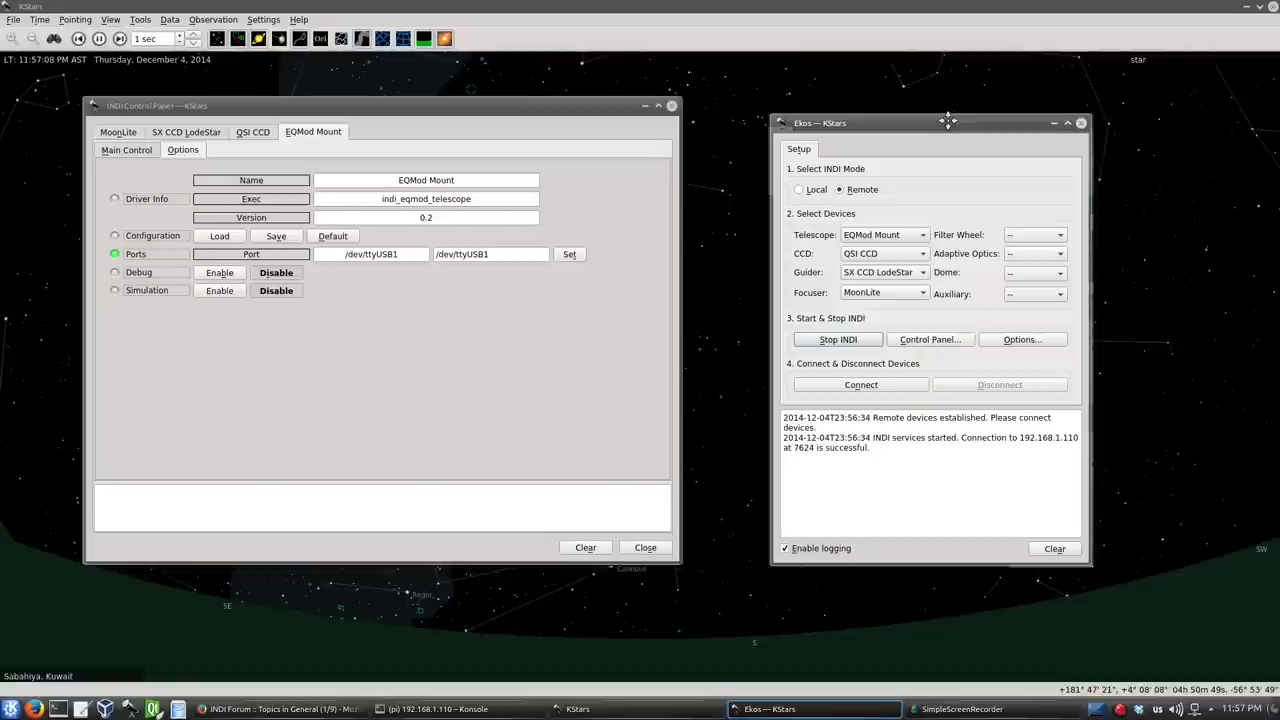 KStars
File Time Pointing View Tools Data Observation Settings Help
1 sec
LT: 11:57:08 PM AST Thursday, December 4, 2014
star
INDI Control Panel — KStars
MoonLite SX CCD LodeStar QSI CCD EQMod Mount
Main Control Options
Name EQMod Mount
Driver Info Exec indi_eqmod_telescope
Version 0.2
Configuration Load Save Default
Ports Port /dev/ttyUSB1 /dev/ttyUSB1 Set
Debug Enable Disable
Simulation Enable Disable
Clear Close
Ekos — KStars
Setup
1. Select INDI Mode
Local Remote
2. Select Devices
Telescope: EQMod Mount Filter Wheel: --
CCD: QSI CCD Adaptive Optics: --
Guider: SX CCD LodeStar Dome: --
Focuser: MoonLite Auxiliary: --
3. Start & Stop INDI
Stop INDI Control Panel... Options...
4. Connect & Disconnect Devices
Connect Disconnect
2014-12-04T23:56:34 Remote devices established. Please connect
devices.
2014-12-04T23:56:34 INDI services started. Connection to 192.168.1.110
at 7624 is successful.
Enable logging Clear
Canopus
Regor
SE
SW
S
Sabahiya, Kuwait
+181° 47' 21", +4° 08' 08" 04h 50m 49s, -56° 53' 49"
INDI Forum :: Topics in General (1/9) - Moz (pi) 192.168.1.110 – Konsole KStars Ekos — KStars SimpleScreenRecorder us 11:57 PM